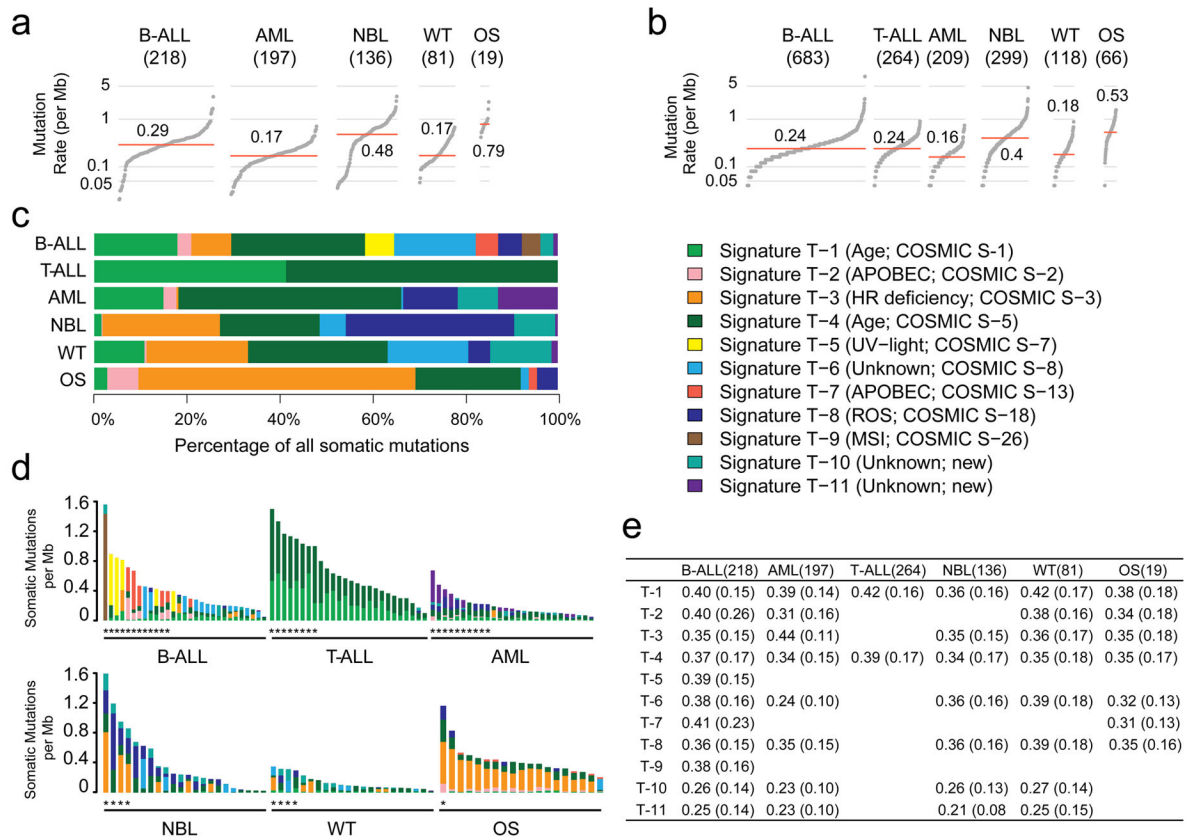 a
B-ALL AML NBL WT OS
(218) (197) (136) (81) (19)
Mutation
Rate (per Mb)
5
1
0.1
0.05
0.29
0.17
0.48
0.17
0.79
b
B-ALL T-ALL AML NBL WT OS
(683) (264) (209) (299) (118) (66)
Mutation
Rate (per Mb)
5
1
0.1
0.05
0.24
0.24
0.16
0.4
0.18
0.53
c
B-ALL
T-ALL
AML
NBL
WT
OS
0% 20% 40% 60% 80% 100%
Percentage of all somatic mutations
Signature T−1 (Age; COSMIC S-1)
Signature T−2 (APOBEC; COSMIC S−2)
Signature T−3 (HR deficiency; COSMIC S−3)
Signature T−4 (Age; COSMIC S−5)
Signature T−5 (UV−light; COSMIC S−7)
Signature T−6 (Unknown; COSMIC S−8)
Signature T−7 (APOBEC; COSMIC S−13)
Signature T−8 (ROS; COSMIC S−18)
Signature T−9 (MSI; COSMIC S−26)
Signature T−10 (Unknown; new)
Signature T−11 (Unknown; new)
d
Somatic Mutations
per Mb
1.6
1.2
0.8
0.4
0
************ ******** ***********
B-ALL T-ALL AML
Somatic Mutations
per Mb
1.6
1.2
0.8
0.4
0
**** **** *
NBL WT OS
e
B-ALL(218) AML(197) T-ALL(264) NBL(136) WT(81) OS(19)
T-1 0.40 (0.15) 0.39 (0.14) 0.42 (0.16) 0.36 (0.16) 0.42 (0.17) 0.38 (0.18)
T-2 0.40 (0.26) 0.31 (0.16) 0.38 (0.16) 0.34 (0.18)
T-3 0.35 (0.15) 0.44 (0.11) 0.35 (0.15) 0.36 (0.17) 0.35 (0.18)
T-4 0.37 (0.17) 0.34 (0.15) 0.39 (0.17) 0.34 (0.17) 0.35 (0.18) 0.35 (0.17)
T-5 0.39 (0.15)
T-6 0.38 (0.16) 0.24 (0.10) 0.36 (0.16) 0.39 (0.18) 0.32 (0.13)
T-7 0.41 (0.23) 0.31 (0.13)
T-8 0.36 (0.15) 0.35 (0.15) 0.36 (0.16) 0.39 (0.18) 0.35 (0.16)
T-9 0.38 (0.16)
T-10 0.26 (0.14) 0.23 (0.10) 0.26 (0.13) 0.27 (0.14)
T-11 0.25 (0.14) 0.23 (0.10) 0.21 (0.08 0.25 (0.15)